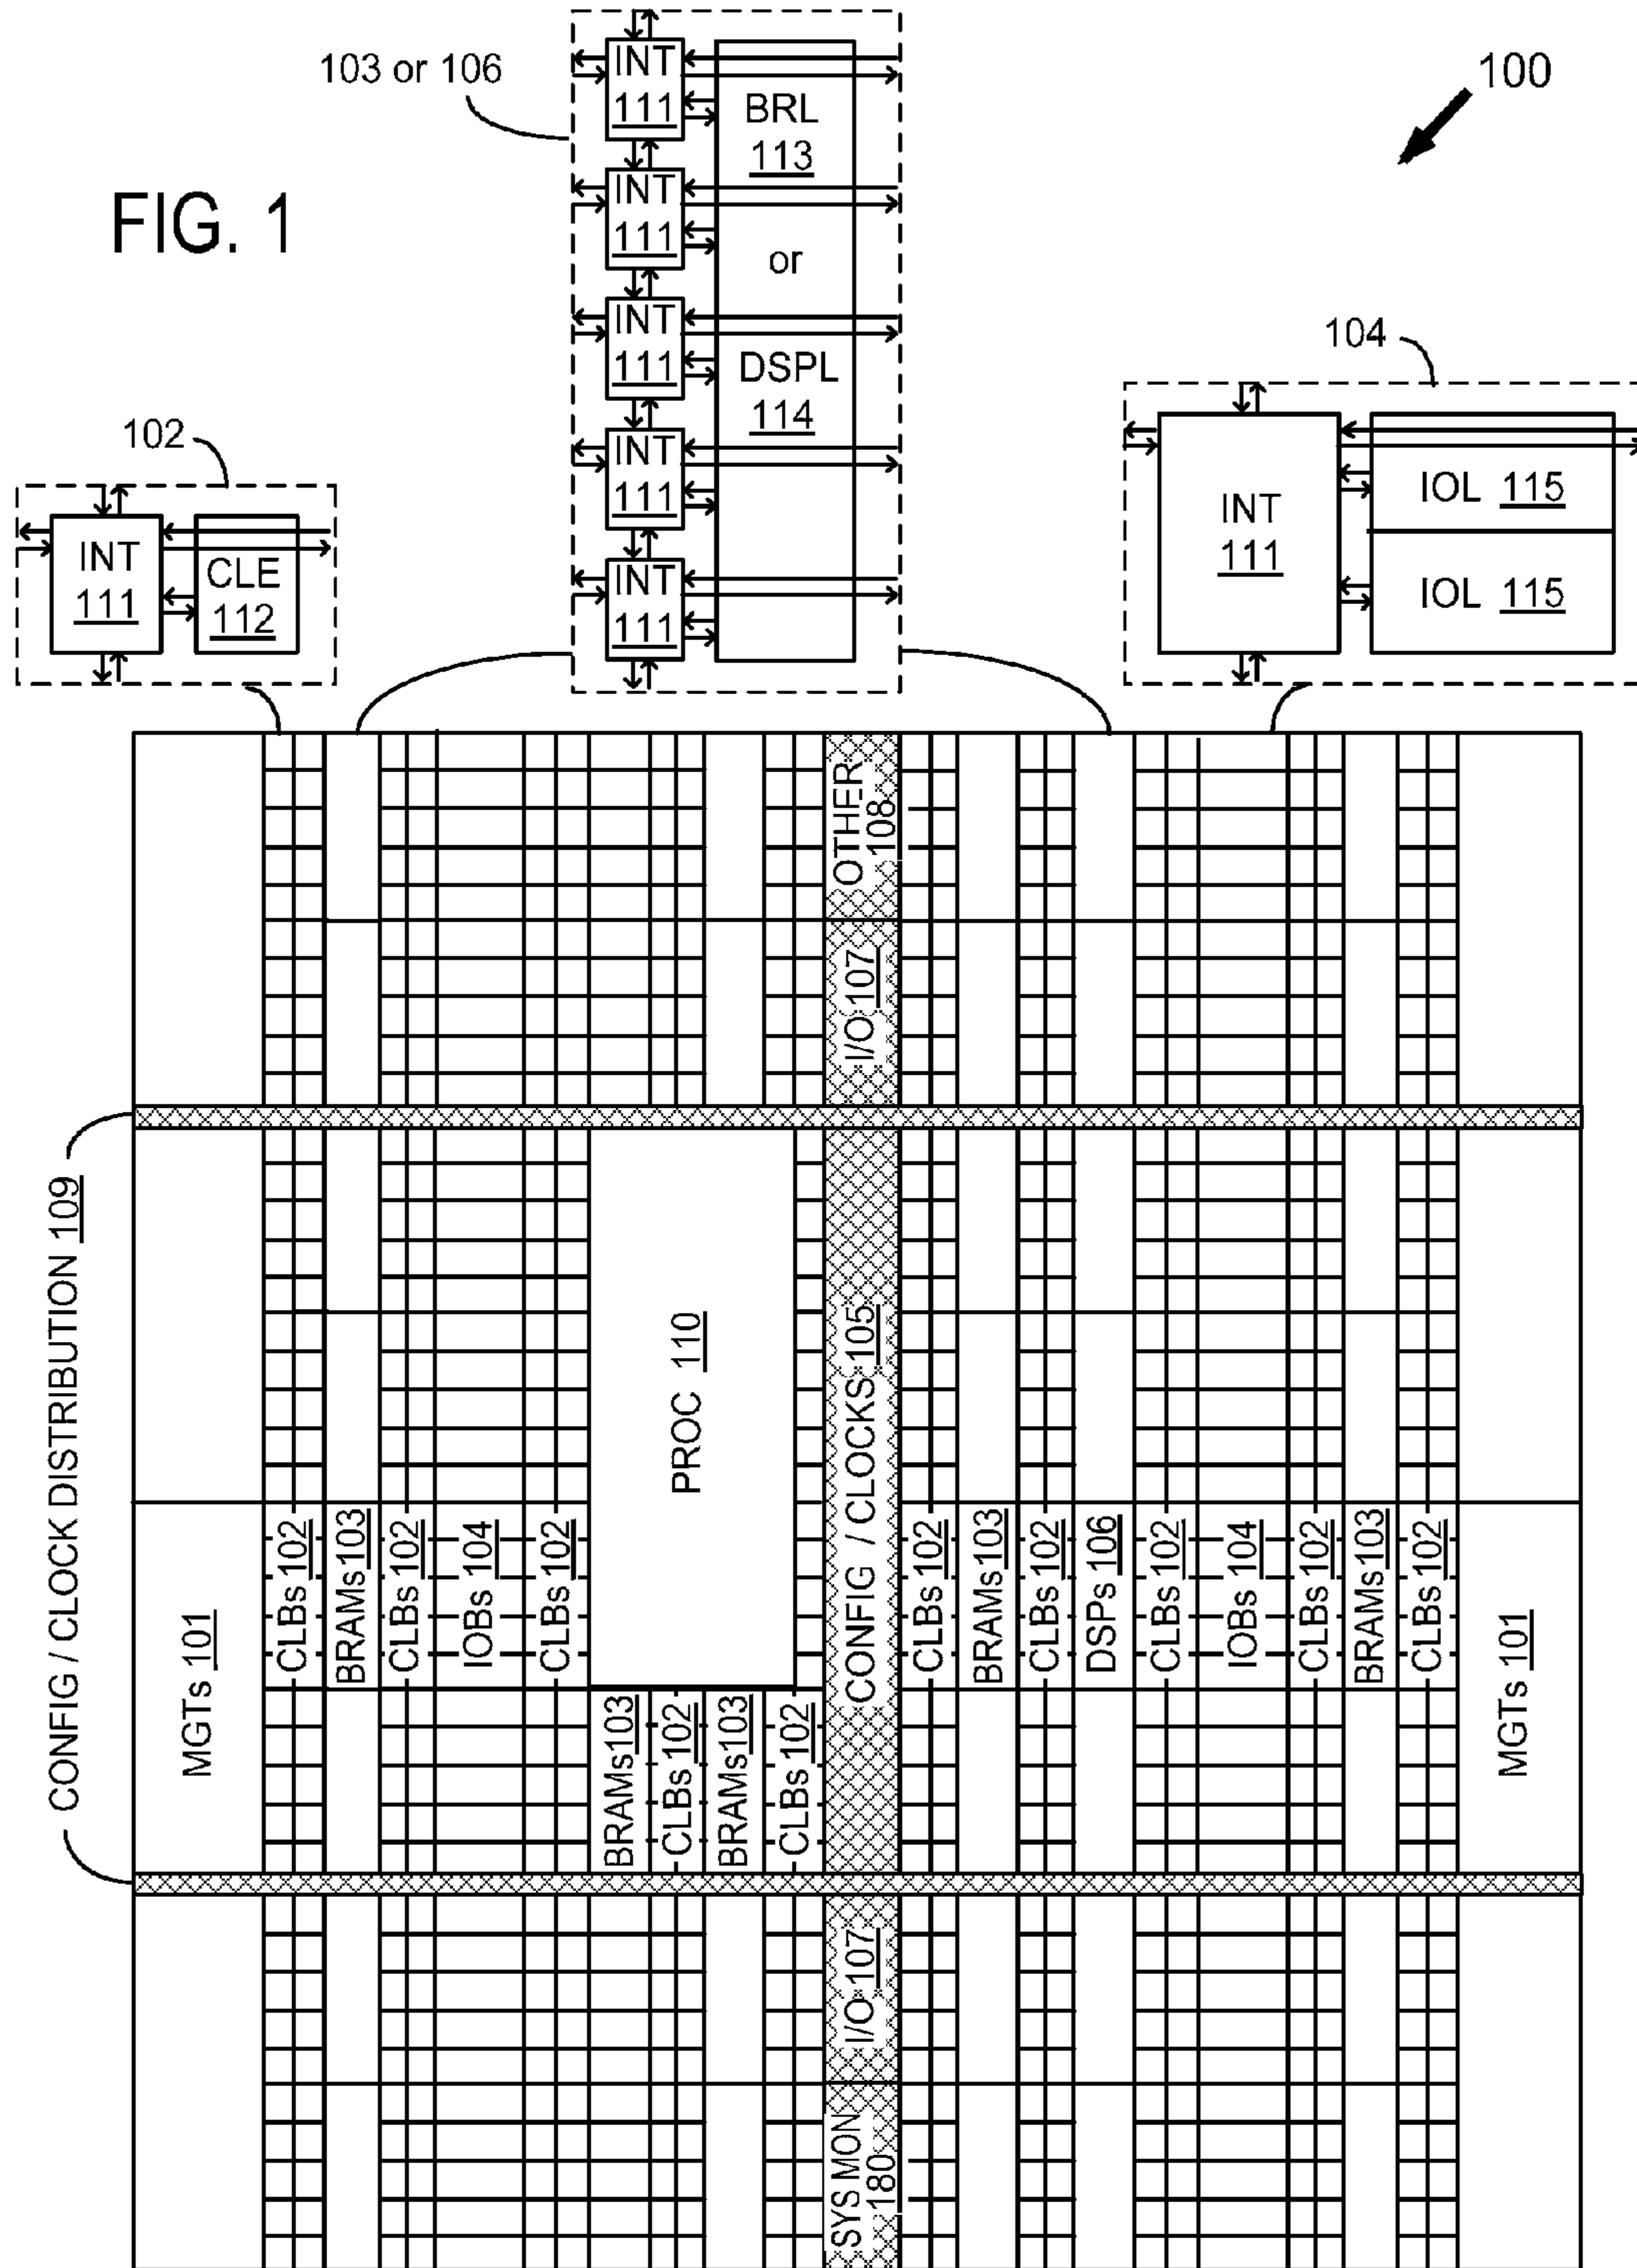 FIG. 1
100
103 or 106
INT
111
INT
111
INT
111
INT
111
INT
111
BRL
113
or
DSPL
114
102
INT
111
CLE
112
104
INT
111
IOL 115
IOL 115
OTHER
108
I/O 107
CONFIG / CLOCK DISTRIBUTION 109
PROC 110
CONFIG / CLOCKS 105
MGTs 101
CLBs 102
BRAMs 103
CLBs 102
IOBs 104
CLBs 102
BRAMs 103
CLBs 102
BRAMs 103
CLBs 102
CLBs 102
BRAMs 103
CLBs 102
DSPs 106
CLBs 102
IOBs 104
CLBs 102
BRAMs 103
CLBs 102
MGTs 101
I/O 107
SYS MON
180